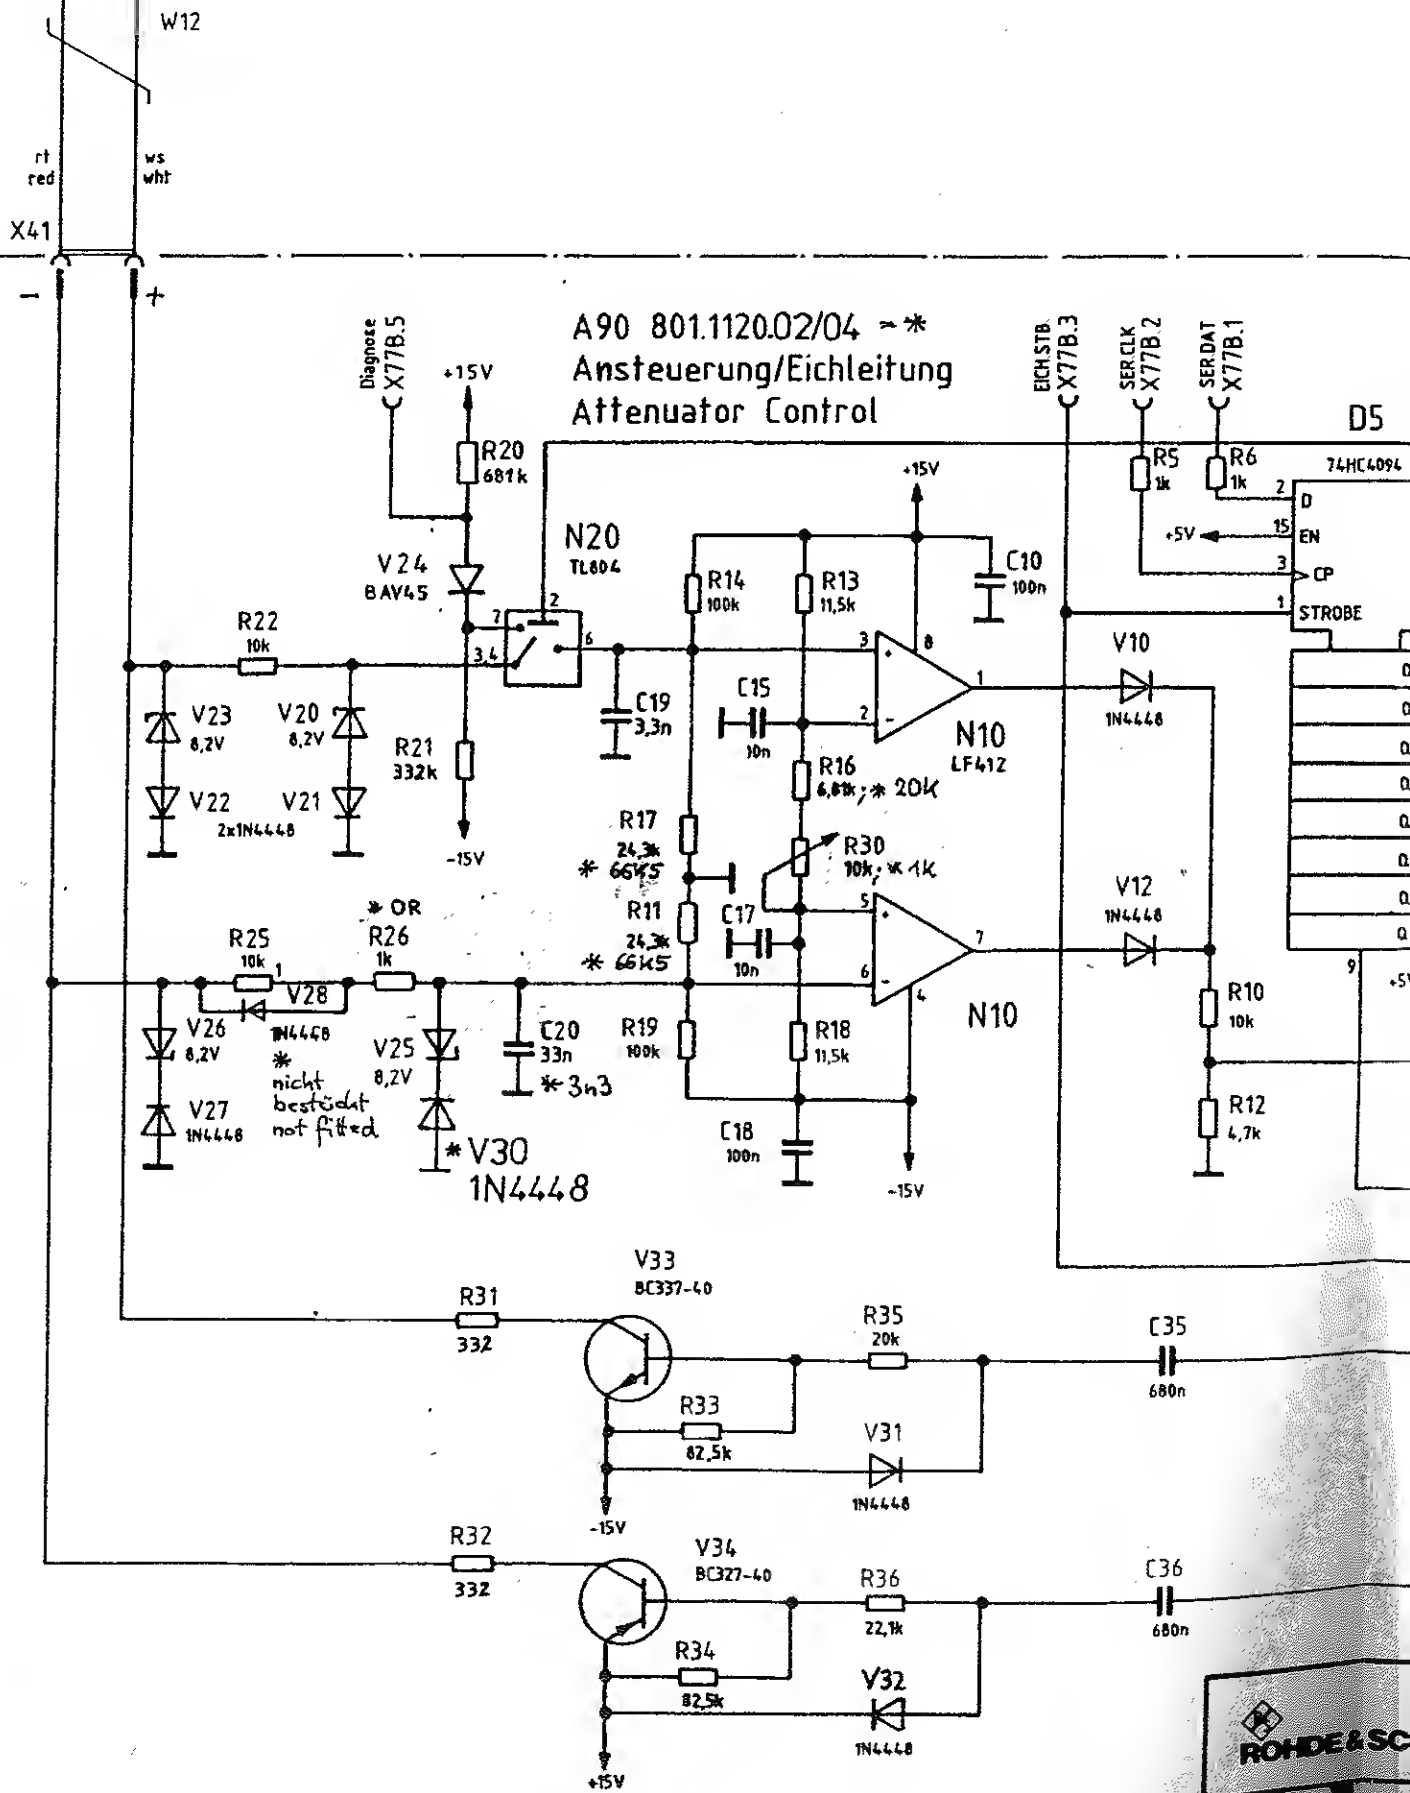 W12
rt
red
ws
wht
X41
-
+
Diagnose
X77B.5
+15V
A90 801.1120.02/04 - *
Ansteuerung/Eichleitung
Attenuator Control
EICH.STB.
X77B.3
SER.CLK
X77B.2
SER.DAT
X77B.1
D5
74HC4094
R20
681k
R5
1k
R6
1k
2
D
+5V
15
EN
3
CP
1
STROBE
+15V
N20
TL604
V24
BAV45
R14
100k
R13
11,5k
C10
100n
R22
10k
7
2
3,4
6
3
8
1
2
+
-
V10
1N4448
V23
8,2V
V20
8,2V
C19
3,3n
C15
10n
N10
LF412
R21
332k
R16
6,81k; * 20k
V22
V21
2x1N4448
-15V
R17
24,3k
* 66k5
R30
10k; * 1k
R11
24,3k
* 66k5
C17
10n
5
+
7
6
-
4
V12
1N4448
* 0R
R25
10k
1
R26
1k
V28
1N4448
*
nicht
bestückt
not fitted
V26
8,2V
V25
8,2V
C20
33n
* 3n3
R19
100k
R18
11,5k
N10
R10
10k
9
+5V
V27
1N4448
* V30
1N4448
C18
100n
-15V
R12
4,7k
V33
BC337-40
R31
332
R35
20k
C35
680n
R33
82,5k
V31
1N4448
-15V
R32
332
V34
BC327-40
R36
22,1k
C36
680n
R34
82,5k
V32
1N4448
+15V
ROHDE & SC